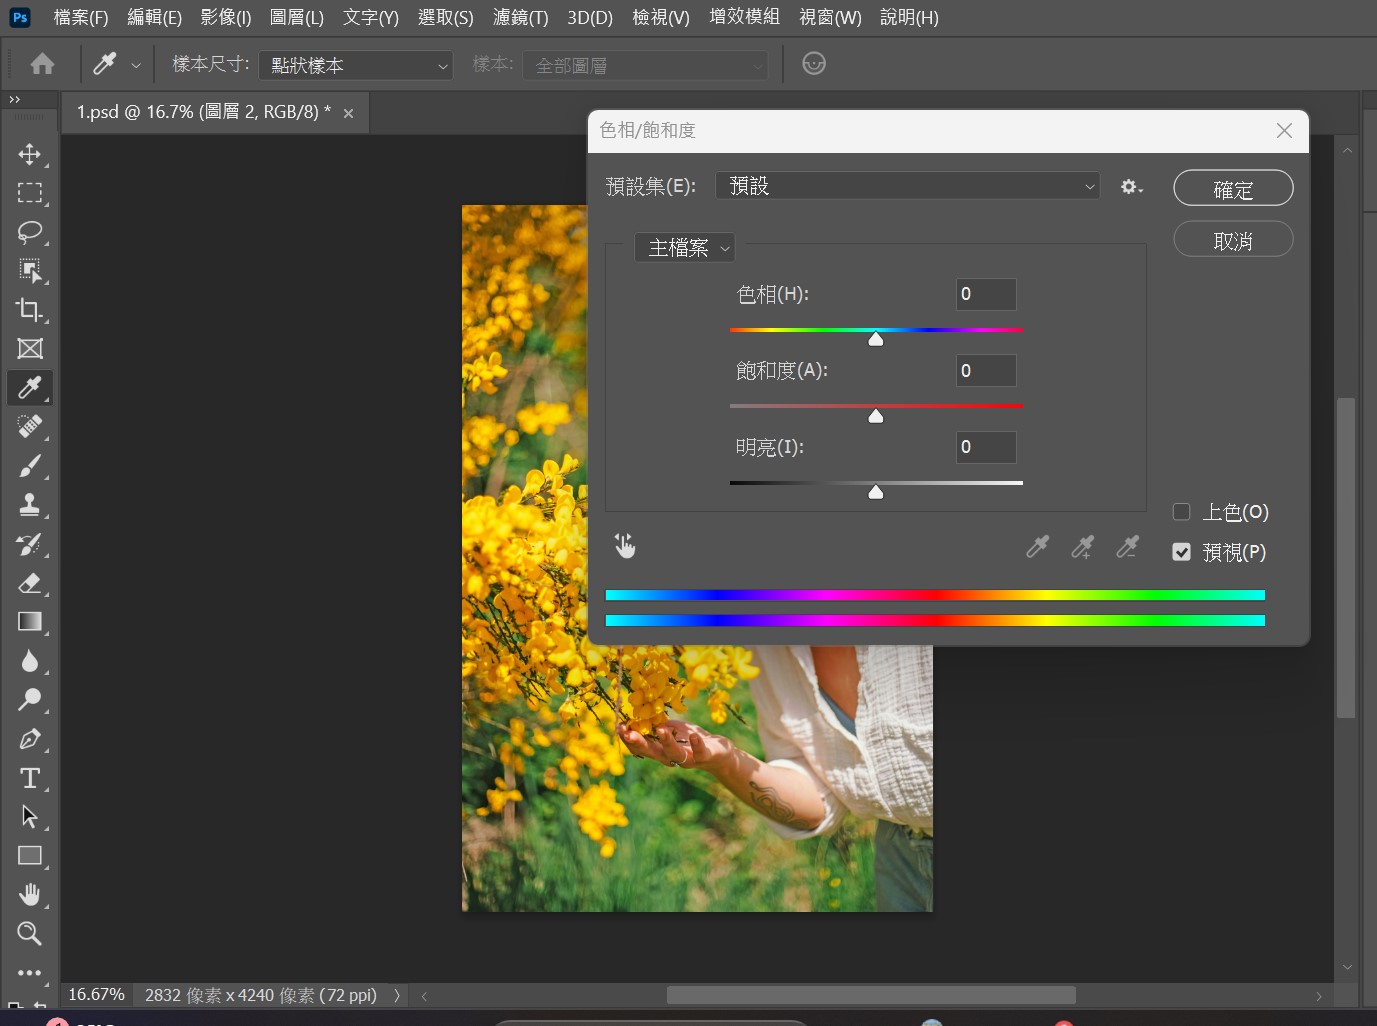 Ps 檔案(F) 編輯(E) 影像(I) 圖層(L) 文字(Y) 選取(S) 濾鏡(T) 3D(D) 檢視(V) 增效模組 視窗(W) 說明(H)
樣本尺寸: 點狀樣本 樣本: 全部圖層
1.psd @ 16.7% (圖層 2, RGB/8) *
色相/飽和度
預設集(E): 預設
確定
取消
主檔案
色相(H): 0
飽和度(A): 0
明亮(I): 0
上色(O)
預視(P)
16.67% 2832 像素 x 4240 像素 (72 ppi)